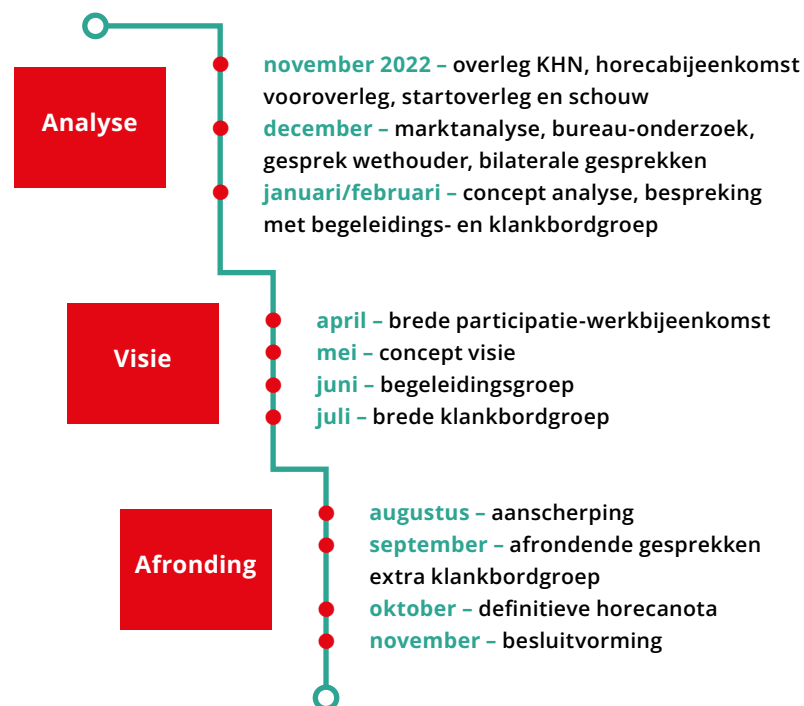 Analyse
november 2022 – overleg KHN, horecabijeenkomst
vooroverleg, startoverleg en schouw
december – marktanalyse, bureau-onderzoek,
gesprek wethouder, bilaterale gesprekken
januari/februari – concept analyse, bespreking
met begeleidings- en klankbordgroep
Visie
april – brede participatie-werkbijeenkomst
mei – concept visie
juni – begeleidingsgroep
juli – brede klankbordgroep
Afronding
augustus – aanscherping
september – afrondende gesprekken
extra klankbordgroep
oktober – definitieve horecanota
november – besluitvorming